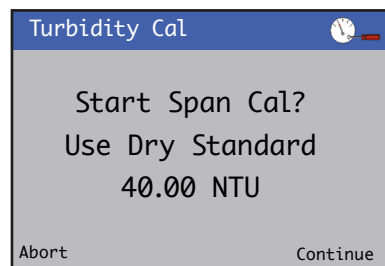 Turbidity Cal
Start Span Cal?
Use Dry Standard
40.00 NTU
Abort Continue